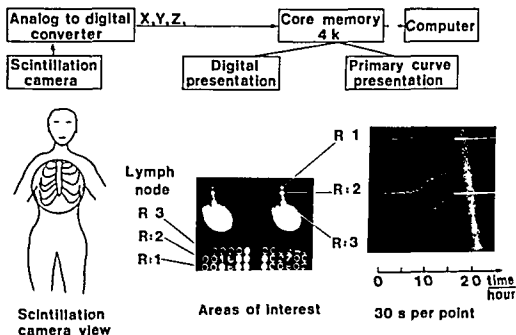 Analog to digital
converter
X,Y,Z,
Core memory
4 k
Computer
Scintillation
camera
Digital
presentation
Primary curve
presentation
Lymph
node
R 3
R:2
R:1
R 1
R:2
R:3
0 10 20 time
hour
Scintillation
camera view
Areas of interest
30 s per point